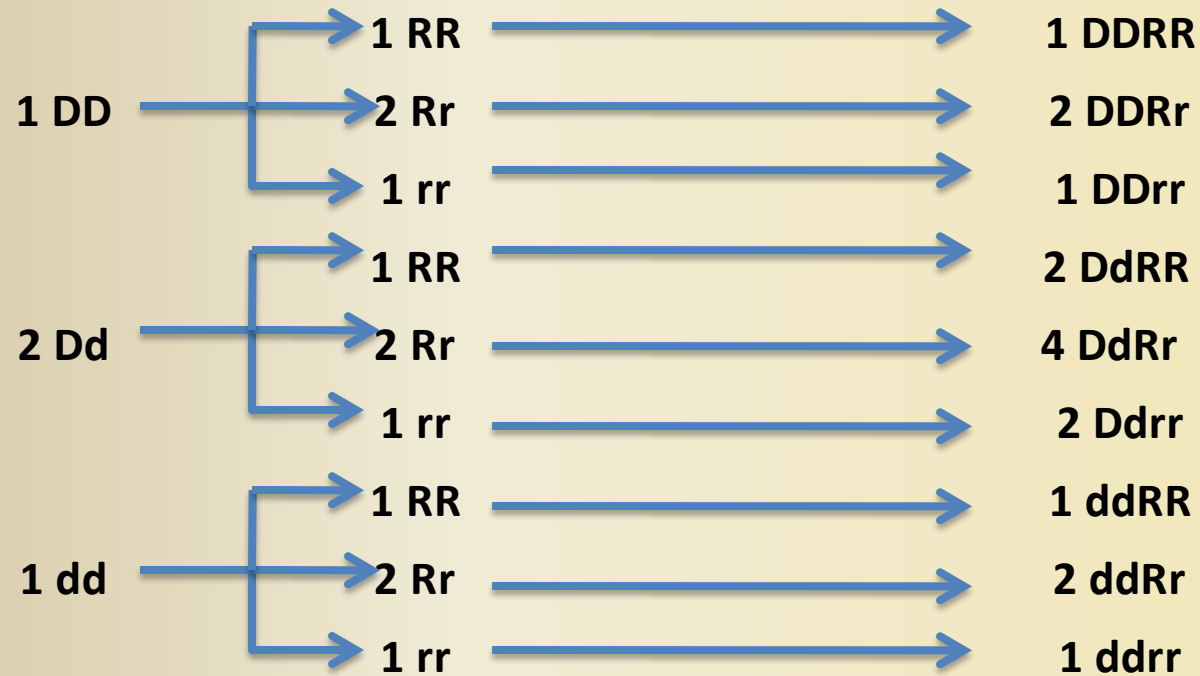 1 RR 1 DDRR
1 DD 2 Rr 2 DDRr
1 rr 1 DDrr
1 RR 2 DdRR
2 Dd 2 Rr 4 DdRr
1 rr 2 Ddrr
1 RR 1 ddRR
1 dd 2 Rr 2 ddRr
1 rr 1 ddrr